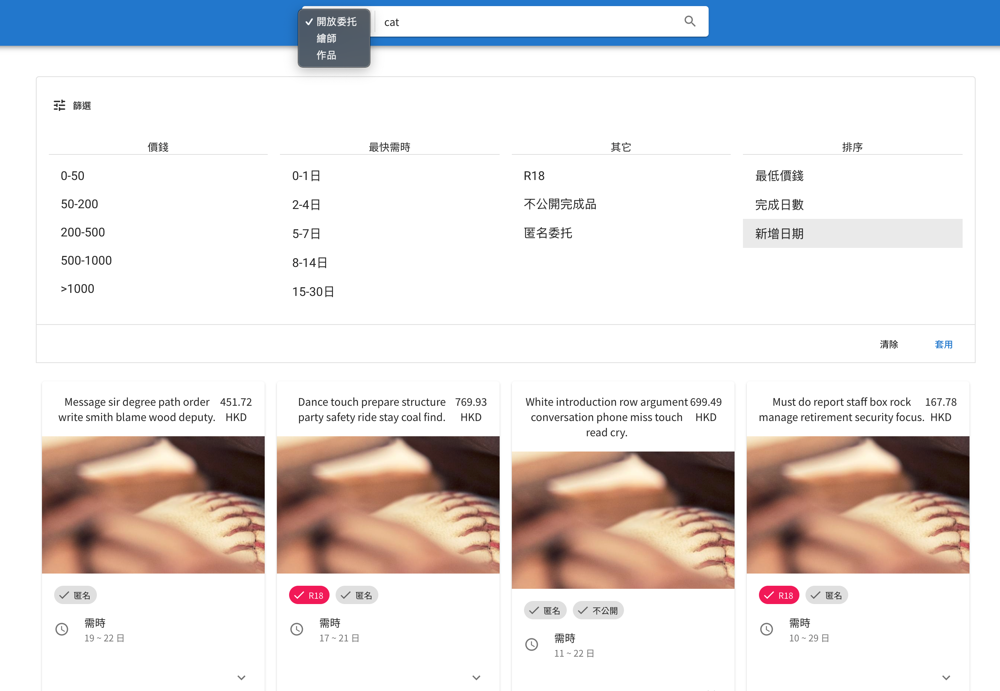 開放委托
繪師
作品
cat
篩選
價錢
0-50
50-200
200-500
500-1000
>1000
最快需時
0-1日
2-4日
5-7日
8-14日
15-30日
其它
R18
不公開完成品
匿名委托
排序
最低價錢
完成日數
新增日期
清除 套用
Message sir degree path order
write smith blame wood deputy.
451.72
HKD
匿名
需時
19 ~ 22 日
Dance touch prepare structure
party safety ride stay coal find.
769.93
HKD
R18 匿名
需時
17 ~ 21 日
White introduction row argument
conversation phone miss touch
read cry.
699.49
HKD
匿名 不公開
需時
11 ~ 22 日
Must do report staff box rock
manage retirement security focus.
167.78
HKD
R18 匿名
需時
10 ~ 29 日